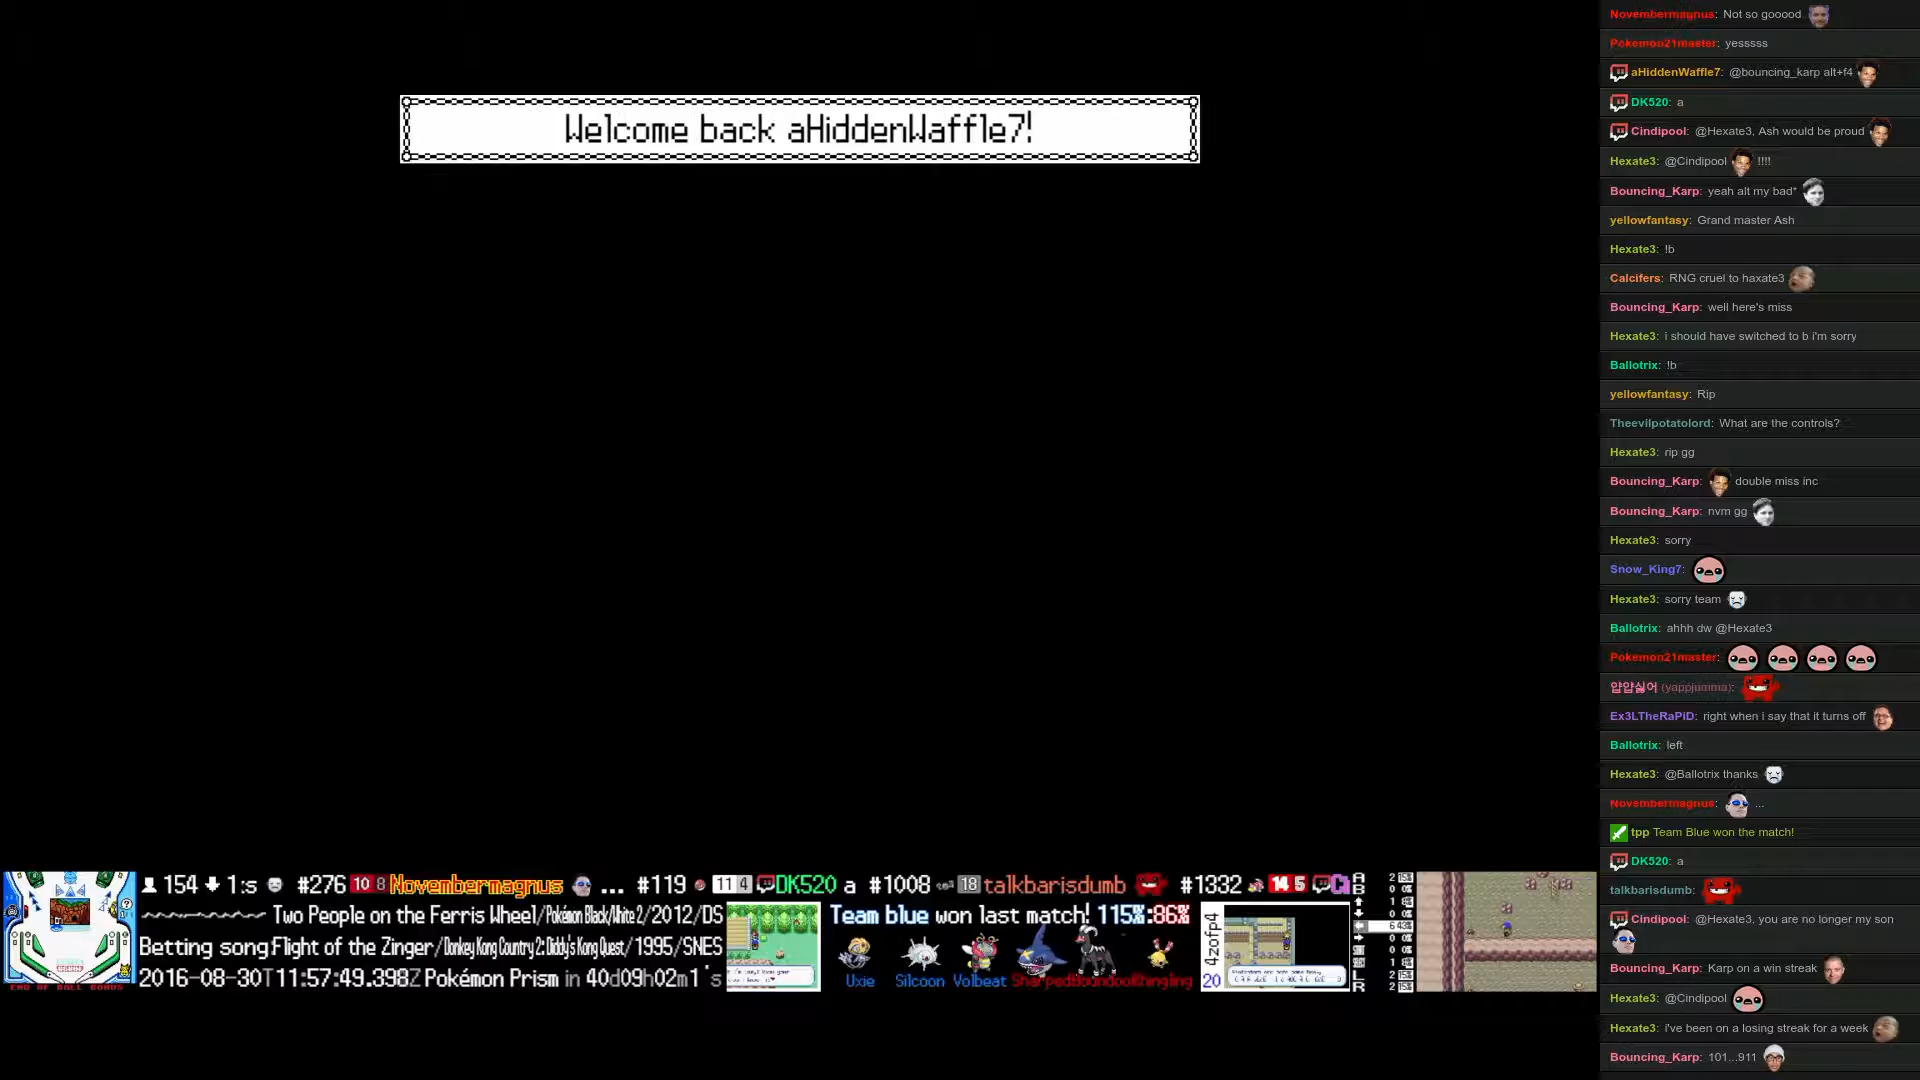 Welcome back aHiddenWaffle7!
154 1:s #276 10 8 Novembermagnus ... #119 11 4 DK520 a #1008 18 talkbarisdumb #1332 14 5
Two People on the Ferris Wheel/Pokémon Black/White 2/2012/DS
Betting song Flight of the Zinger/Donkey Kong Country 2: Diddy's Kong Quest/1995/SNES
2016-08-30T11:57:49.398Z Pokémon Prism in 40d09h02m1 's
END OF BALL BONUS
Team blue won last match! 115%:86%
Uxie Silcoon Volbeat Sharpedo Houndoom Chingling
4zofp4
20
Novembermagnus: Not so gooood
Pokemon21master: yesssss
aHiddenWaffle7: @bouncing_karp alt+f4
DK520: a
Cindipool: @Hexate3, Ash would be proud
Hexate3: @Cindipool !!!!
Bouncing_Karp: yeah alt my bad*
yellowfantasy: Grand master Ash
Hexate3: !b
Calcifers: RNG cruel to haxate3
Bouncing_Karp: well here's miss
Hexate3: i should have switched to b i'm sorry
Ballotrix: !b
yellowfantasy: Rip
Theevilpotatolord: What are the controls?
Hexate3: rip gg
Bouncing_Karp: double miss inc
Bouncing_Karp: nvm gg
Hexate3: sorry
Snow_King7:
Hexate3: sorry team
Ballotrix: ahhh dw @Hexate3
Pokemon21master:
얍얍싫어 (yappjumma):
Ex3LTheRaPiD: right when i say that it turns off
Ballotrix: left
Hexate3: @Ballotrix thanks
Novembermagnus: ...
tpp Team Blue won the match!
DK520: a
talkbarisdumb:
Cindipool: @Hexate3, you are no longer my son
Bouncing_Karp: Karp on a win streak
Hexate3: @Cindipool
Hexate3: i've been on a losing streak for a week
Bouncing_Karp: 101...911